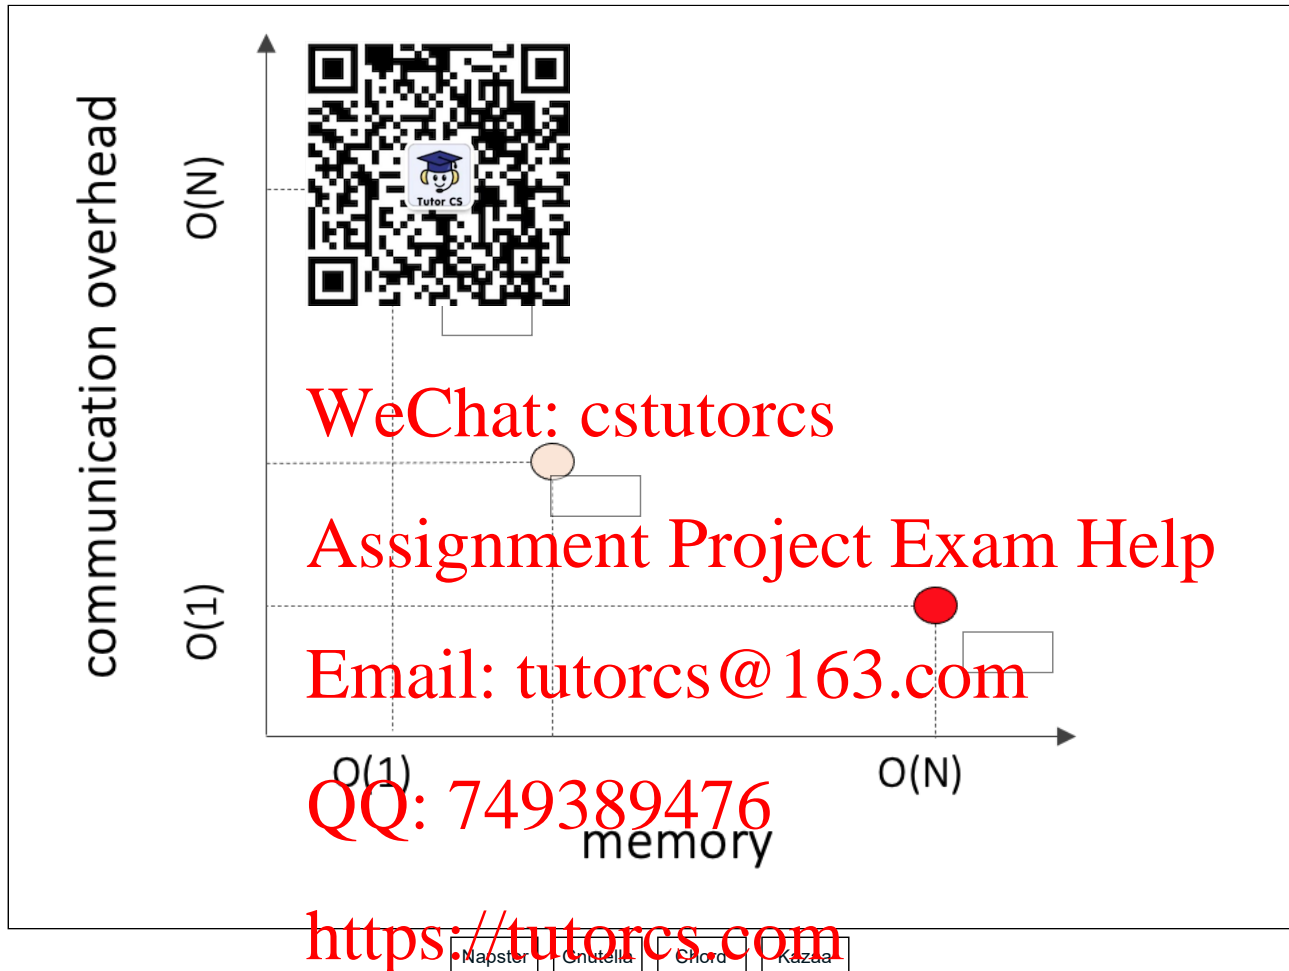 communication overhead
O(N)
Tutor CS
WeChat: cstutorcs
Assignment Project Exam Help
O(1)
Email: tutorcs@163.com
O(1)
O(N)
QQ: 749389476
memory
https://tutorcs.com
Napster Gnutella Chord Kazaa